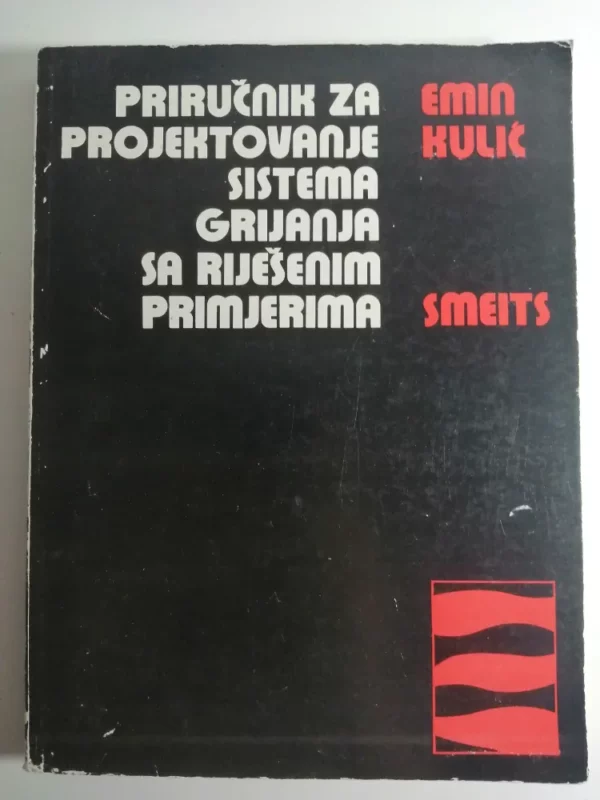 PRIRUČNIK ZA
PROJEKTOVANJE
SISTEMA
GRIJANJA
SA RIJEŠENIM
PRIMJERIMA
EMIN
KULIĆ
SMEITS